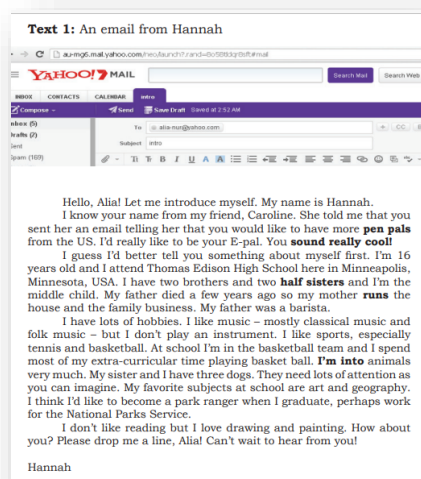 Text 1: An email from Hannah
au-mg6.mail.yahoo.com/neo/launch?.rand=
YAHOO!7 MAIL
Search Mail
Search Web
INBOX CONTACTS CALENDAR intro
Compose
Send Save Draft Saved at 2:52 AM
Inbox (5)
Drafts (2)
Sent
Spam (169)
To alia-nur@yahoo.com
CC
Subject intro
Hello, Alia! Let me introduce myself. My name is Hannah.
I know your name from my friend, Caroline. She told me that you
sent her an email telling her that you would like to have more pen pals
from the US. I'd really like to be your E-pal. You sound really cool!
I guess I'd better tell you something about myself first. I'm 16
years old and I attend Thomas Edison High School here in Minneapolis,
Minnesota, USA. I have two brothers and two half sisters and I'm the
middle child. My father died a few years ago so my mother runs the
house and the family business. My father was a barista.
I have lots of hobbies. I like music – mostly classical music and
folk music – but I don't play an instrument. I like sports, especially
tennis and basketball. At school I'm in the basketball team and I spend
most of my extra-curricular time playing basket ball. I'm into animals
very much. My sister and I have three dogs. They need lots of attention as
you can imagine. My favorite subjects at school are art and geography.
I think I'd like to become a park ranger when I graduate, perhaps work
for the National Parks Service.
I don't like reading but I love drawing and painting. How about
you? Please drop me a line, Alia! Can't wait to hear from you!
Hannah